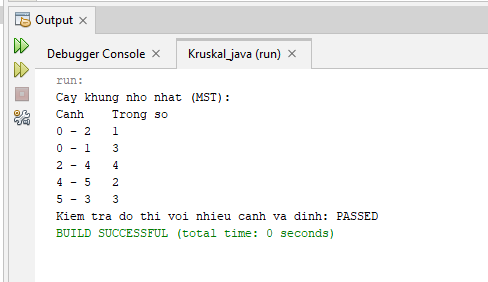 Output ×
Debugger Console × Kruskal_java (run) ×
run:
Cay khung nho nhat (MST):
Canh Trong so
0 - 2 1
0 - 1 3
2 - 4 4
4 - 5 2
5 - 3 3
Kiem tra do thi voi nhieu canh va dinh: PASSED
BUILD SUCCESSFUL (total time: 0 seconds)